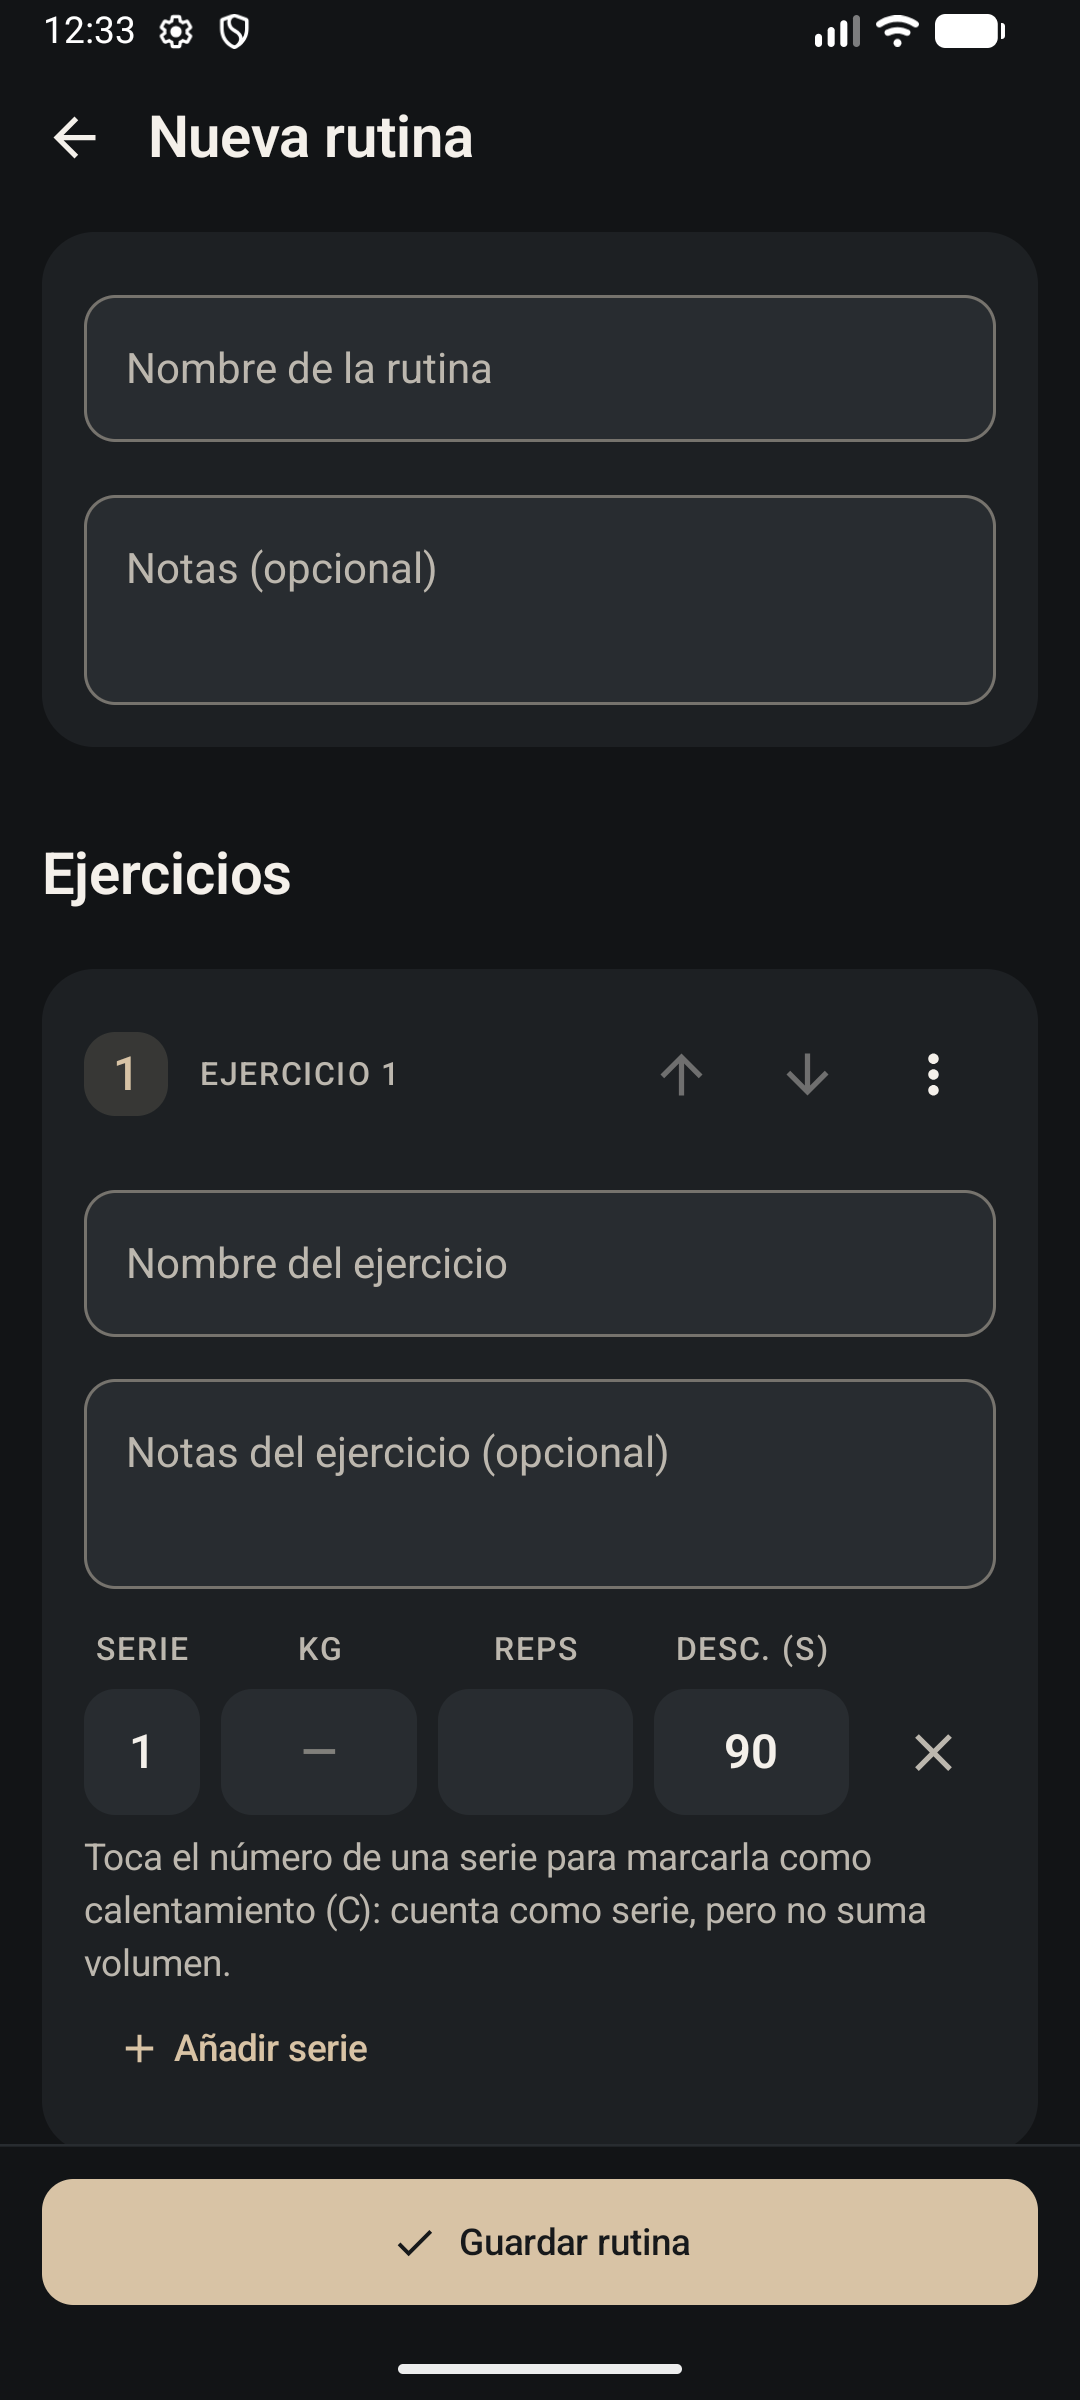 12:33
Nueva rutina
Nombre de la rutina
Notas (opcional)
Ejercicios
1 EJERCICIO 1
Nombre del ejercicio
Notas del ejercicio (opcional)
SERIE KG REPS DESC. (S)
1 – 90
Toca el número de una serie para marcarla como
calentamiento (C): cuenta como serie, pero no suma
volumen.
+ Añadir serie
Guardar rutina